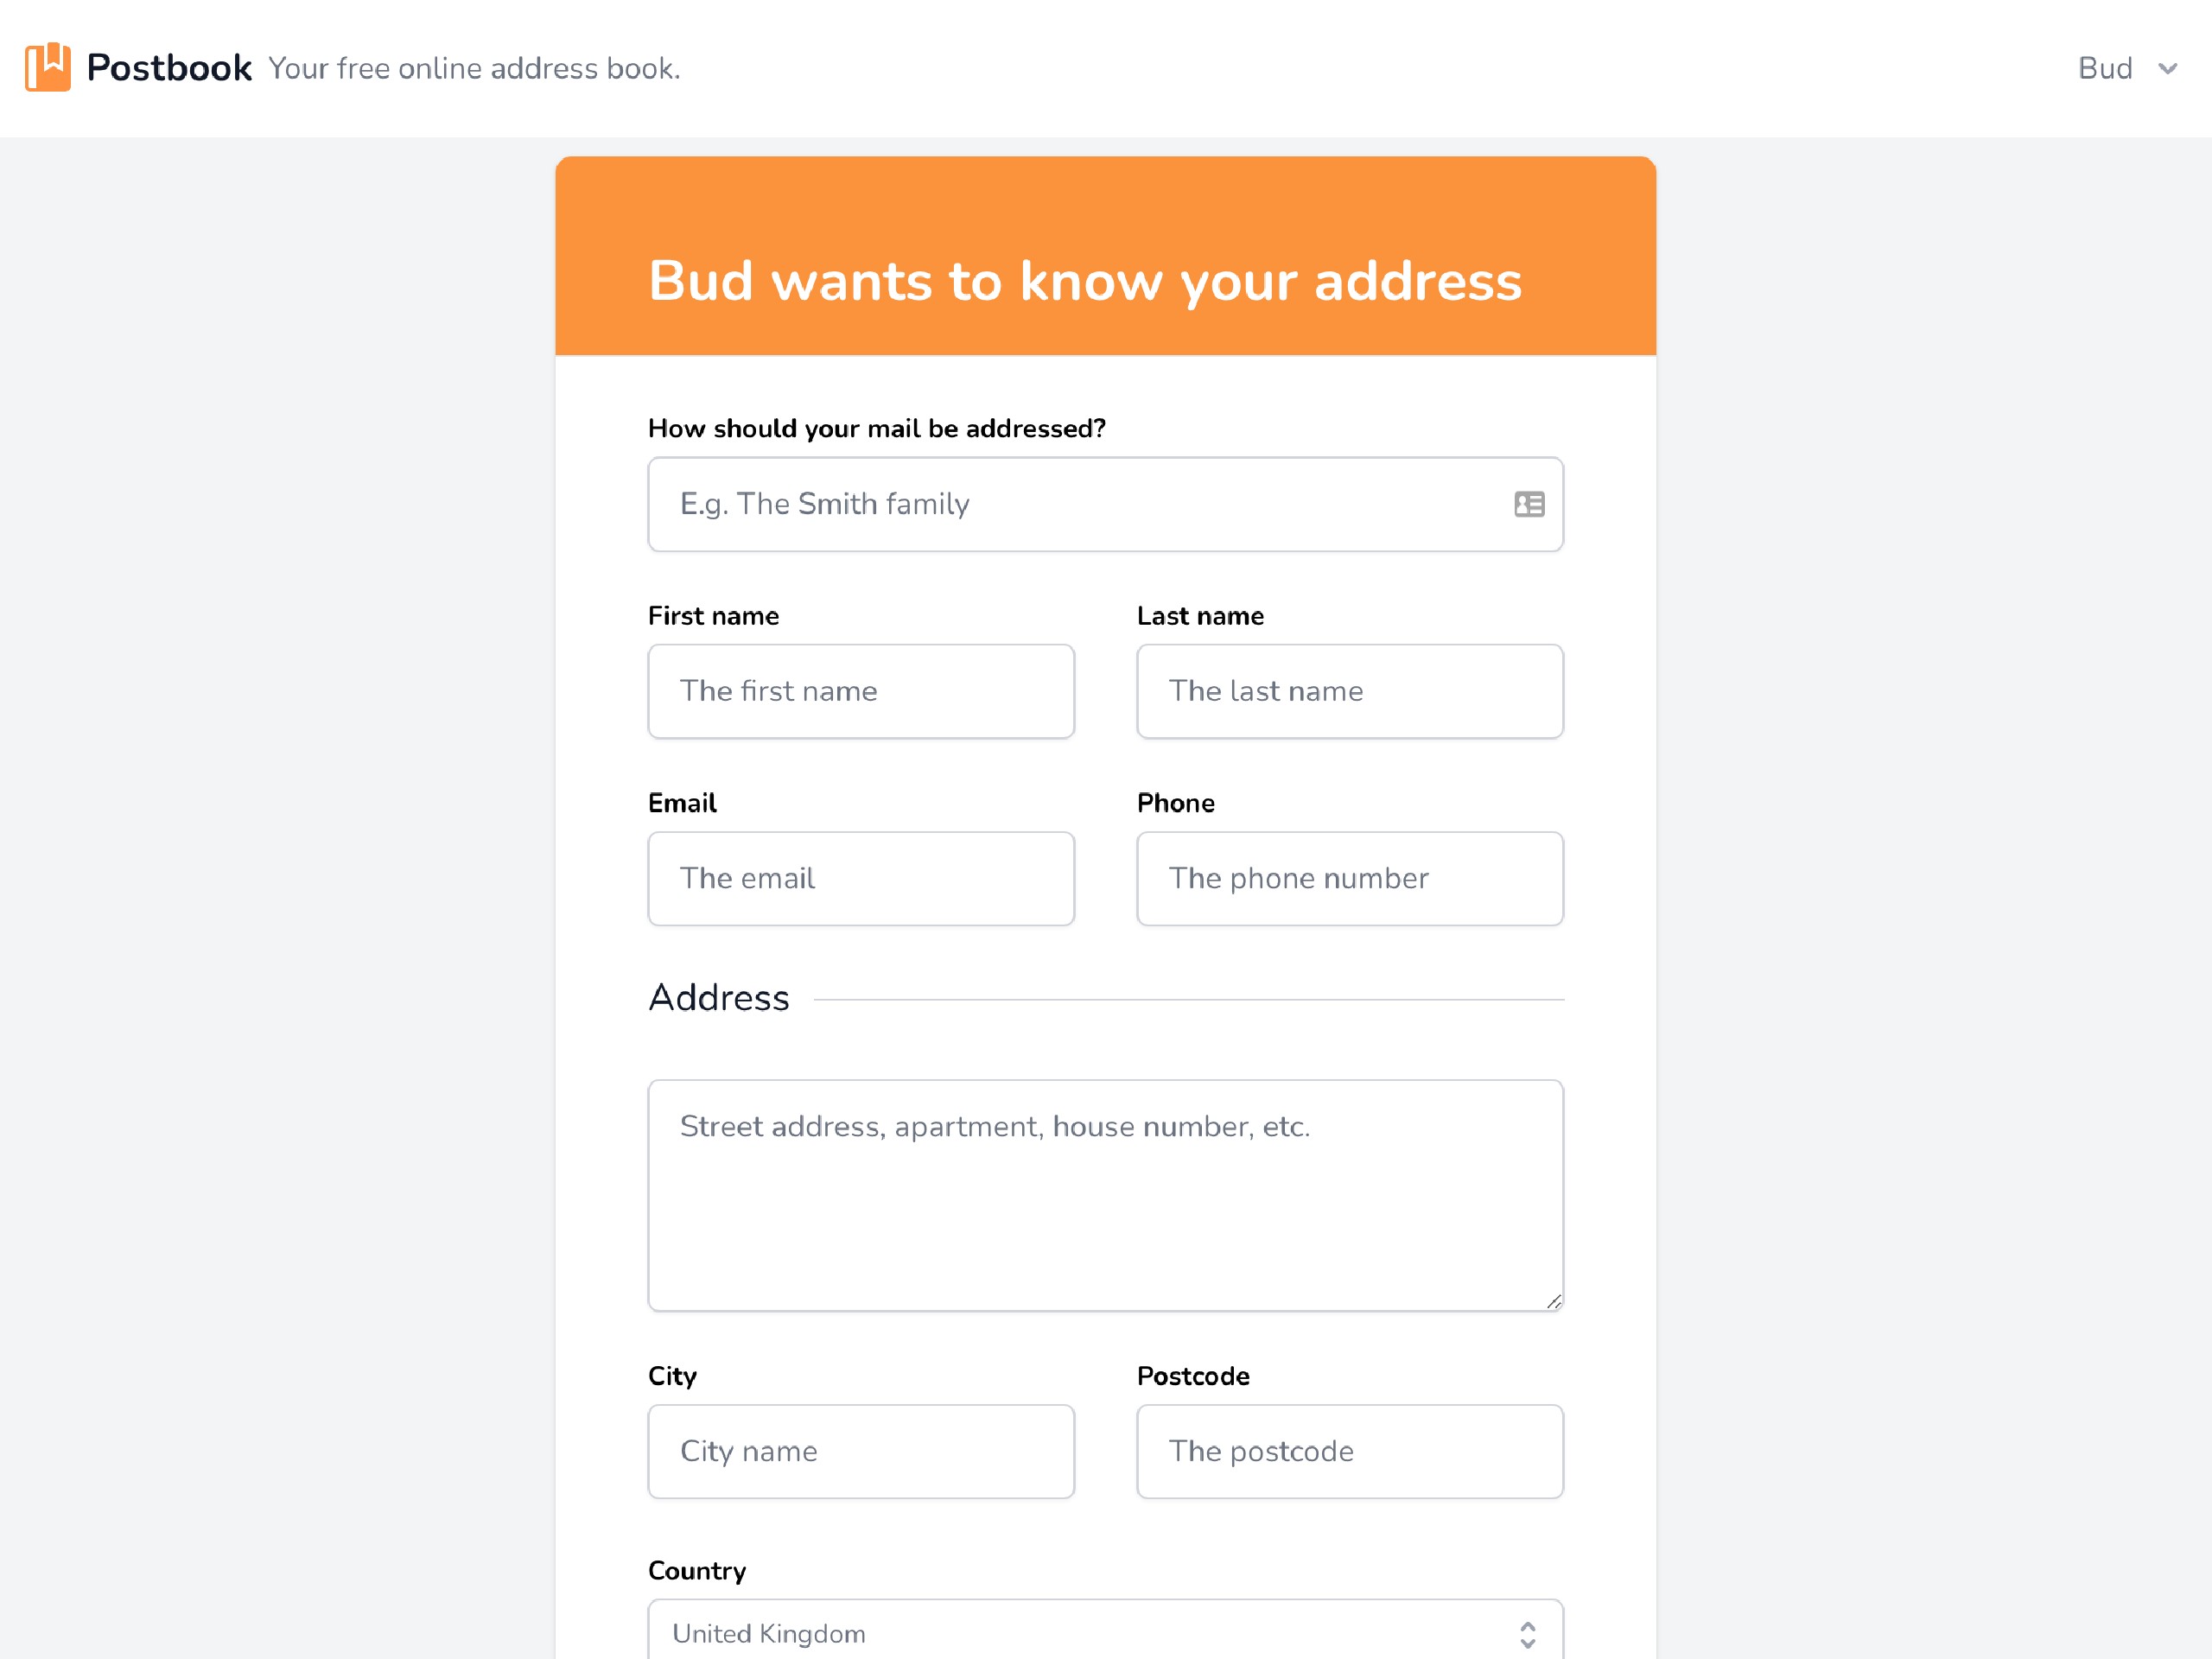 Postbook Your free online address book.
Bud
Bud wants to know your address
How should your mail be addressed?
E.g. The Smith family
First name
Last name
The first name
The last name
Email
Phone
The email
The phone number
Address
Street address, apartment, house number, etc.
City
Postcode
City name
The postcode
Country
United Kingdom